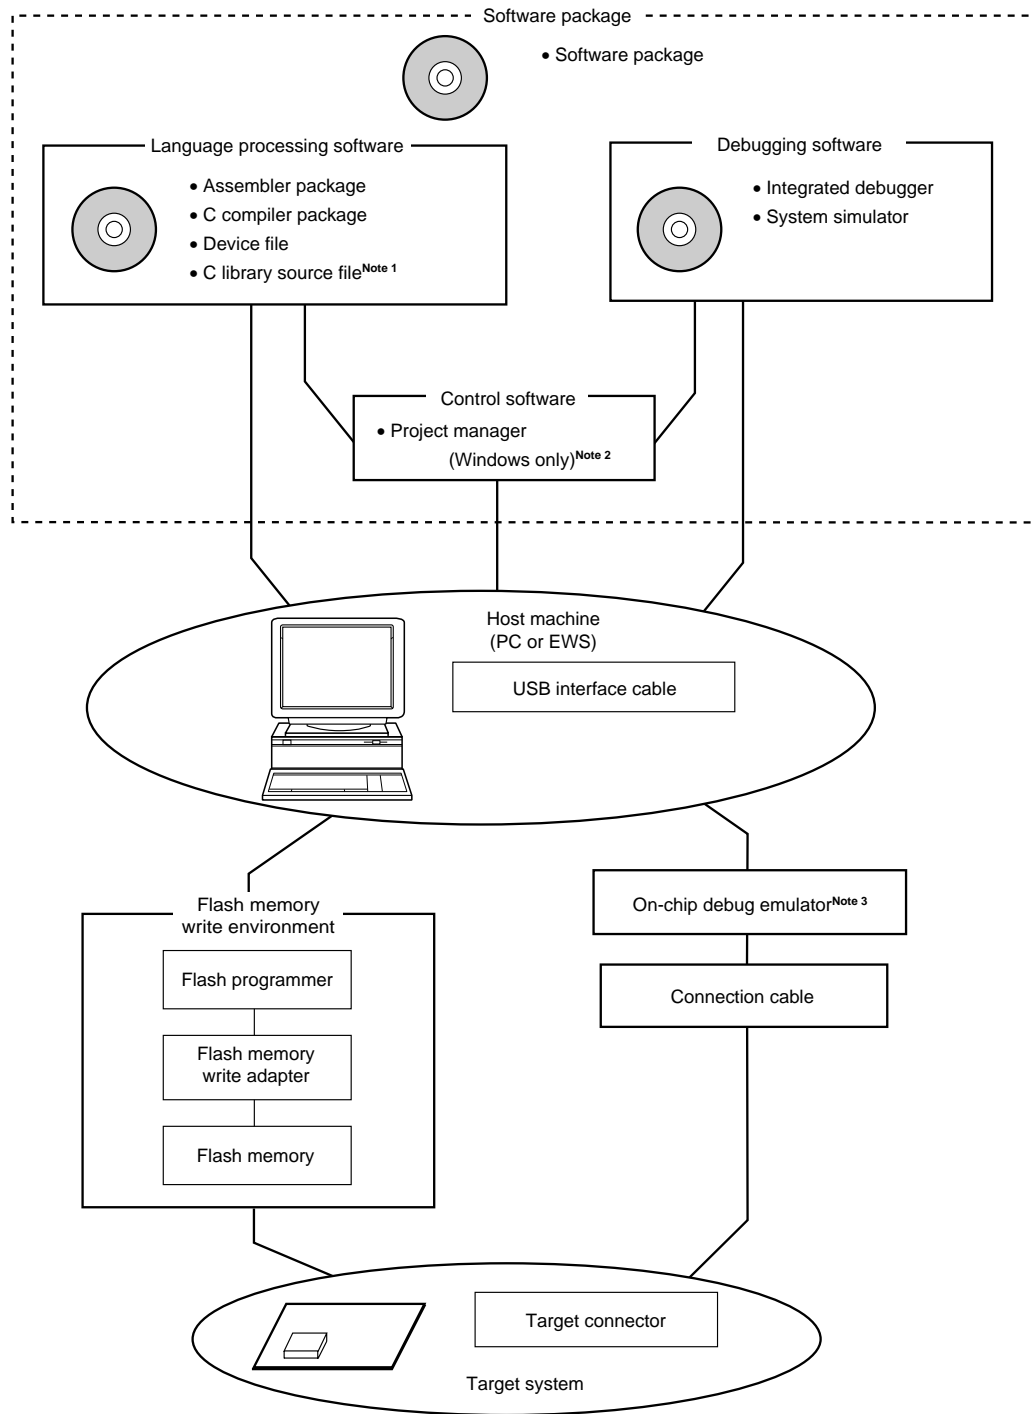 Software package
• Software package
Language processing software
• Assembler package
• C compiler package
• Device file
• C library source fileNote 1
Debugging software
• Integrated debugger
• System simulator
Control software
• Project manager
(Windows only)Note 2
Host machine
(PC or EWS)
USB interface cable
Flash memory
write environment
Flash programmer
Flash memory
write adapter
Flash memory
On-chip debug emulatorNote 3
Connection cable
Target connector
Target system